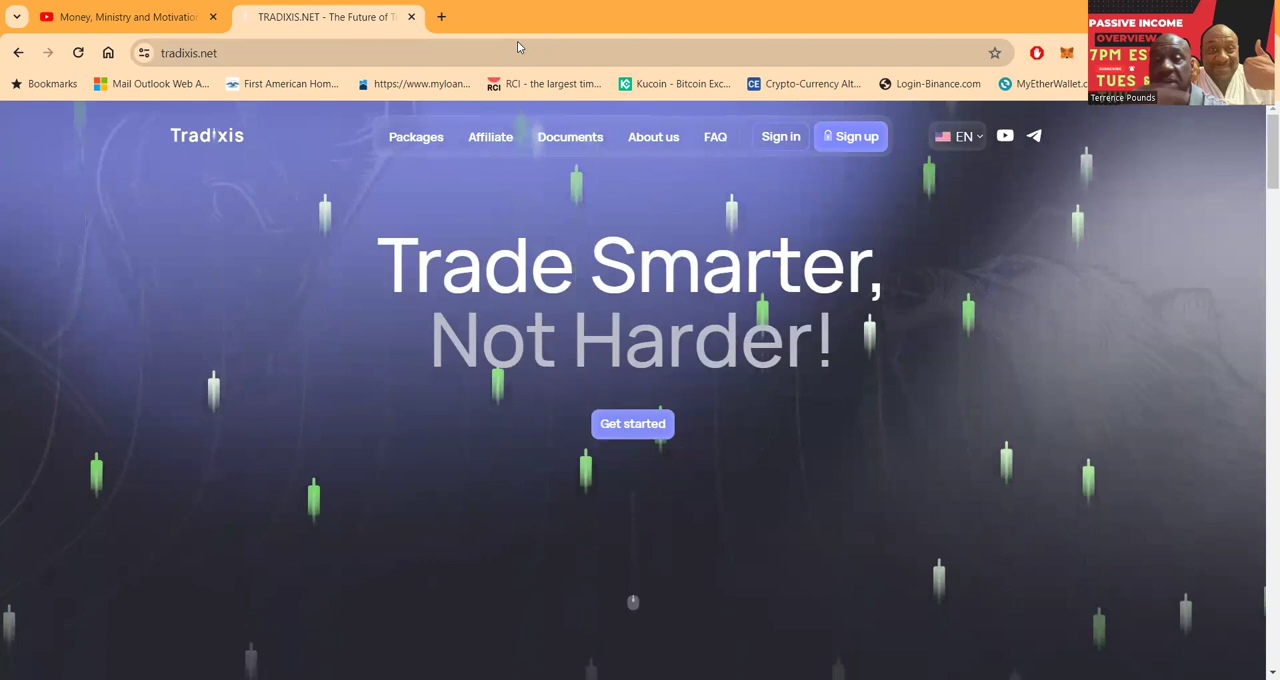 Money, Ministry and Motivation
TRADIXIS.NET - The Future of T
tradixis.net
Bookmarks
Mail Outlook Web A...
First American Hom...
https://www.myloan...
RCI - the largest tim...
Kucoin - Bitcoin Exc...
Crypto-Currency Alt...
Login-Binance.com
MyEtherWallet.c
PASSIVE INCOME
OVERVIEW
7PM ES
TUES &
Terrence Pounds
Tradixis
Packages
Affiliate
Documents
About us
FAQ
Sign in
Sign up
EN
Trade Smarter,
Not Harder!
Get started